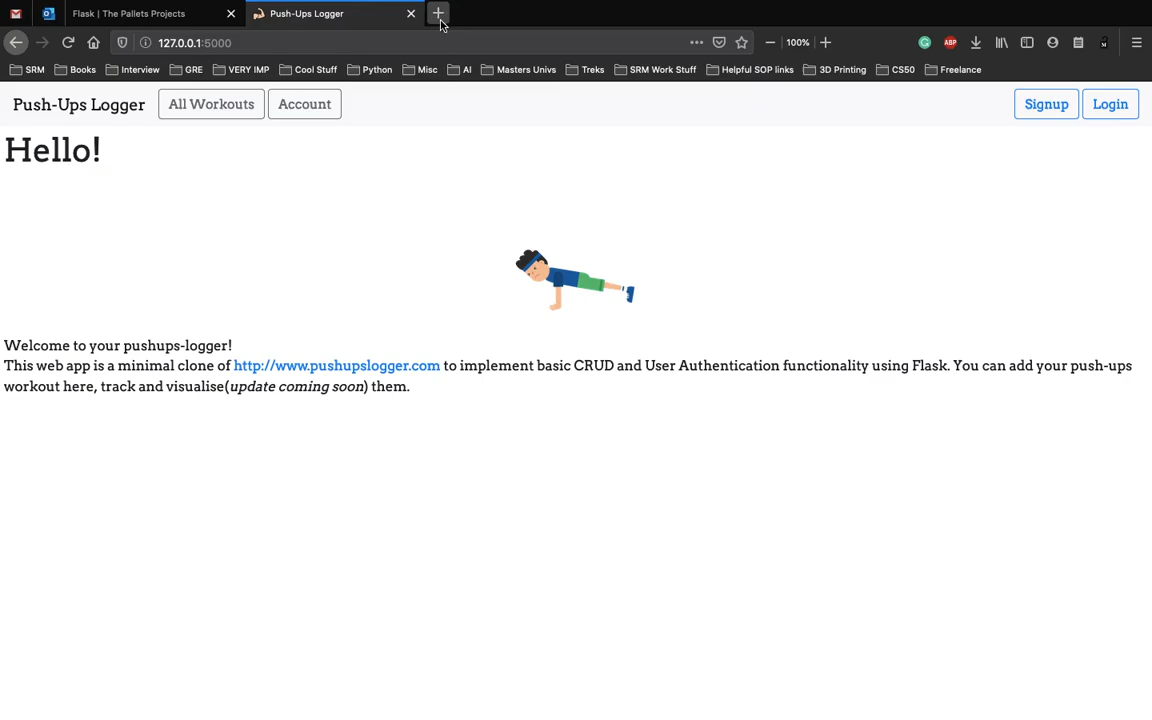 Flask | The Pallets Projects
Push-Ups Logger
127.0.0.1:5000
100%
ABP
SRM
Books
Interview
GRE
VERY IMP
Cool Stuff
Python
Misc
AI
Masters Univs
Treks
SRM Work Stuff
Helpful SOP links
3D Printing
CS50
Freelance
Push-Ups Logger
All Workouts
Account
Signup
Login
Hello!
Welcome to your pushups-logger!
This web app is a minimal clone of http://www.pushupslogger.com to implement basic CRUD and User Authentication functionality using Flask. You can add your push-ups
workout here, track and visualise(update coming soon) them.